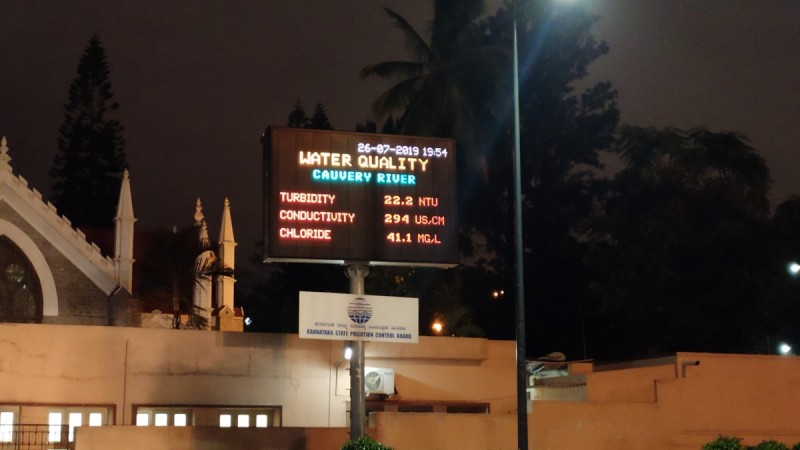 26-07-2019 19:54
WATER QUALITY
CAUVERY RIVER
TURBIDITY 22.2 NTU
CONDUCTIVITY 294 US/CM
CHLORIDE 41.1 MG/L
KARNATAKA STATE POLLUTION CONTROL BOARD